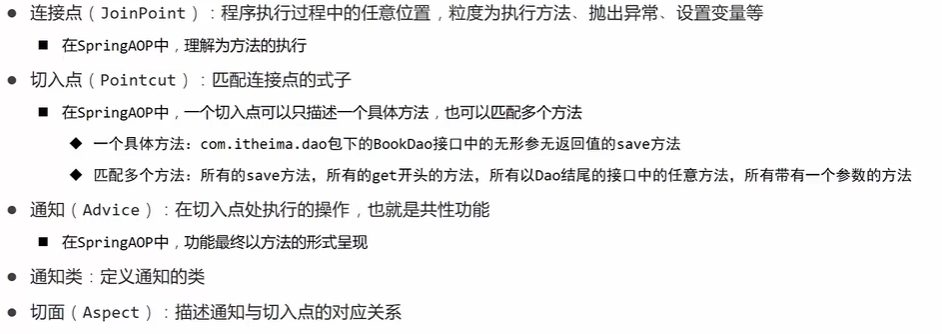 ● 连接点（JoinPoint）：程序执行过程中的任意位置，粒度为执行方法、抛出异常、设置变量等
■ 在SpringAOP中，理解为方法的执行
● 切入点（Pointcut）：匹配连接点的式子
■ 在SpringAOP中，一个切入点可以只描述一个具体方法，也可以匹配多个方法
◆ 一个具体方法：com.itheima.dao包下的BookDao接口中的无形参无返回值的save方法
◆ 匹配多个方法：所有的save方法，所有的get开头的方法，所有以Dao结尾的接口中的任意方法，所有带有一个参数的方法
● 通知（Advice）：在切入点处执行的操作，也就是共性功能
■ 在SpringAOP中，功能最终以方法的形式呈现
● 通知类：定义通知的类
● 切面（Aspect）：描述通知与切入点的对应关系